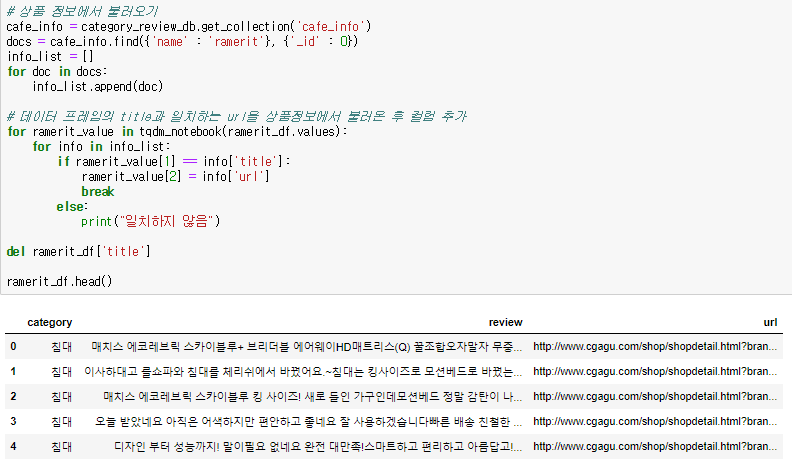 # 상품 정보에서 불러오기
cafe_info = category_review_db.get_collection('cafe_info')
docs = cafe_info.find({'name' : 'ramerit'}, {'_id' : 0})
info_list = []
for doc in docs:
    info_list.append(doc)

# 데이터 프레임의 title과 일치하는 url을 상품정보에서 불러온 후 컬럼 추가
for ramerit_value in tqdm_notebook(ramerit_df.values):
    for info in info_list:
        if ramerit_value[1] == info['title']:
            ramerit_value[2] = info['url']
            break
        else:
            print("일치하지 않음")

del ramerit_df['title']

ramerit_df.head()

category review url
0 침대 매치스 에코레브릭 스카이블루+ 브리더블 에어웨이HD매트리스(Q) 꿀조합오자말자 무중... http://www.cgagu.com/shop/shopdetail.html?bran...
1 침대 이사하대고 룰쇼파와 침대를 체리쉬에서 바꿨어요.~침대는 킹사이즈로 모션베드로 바꿨는... http://www.cgagu.com/shop/shopdetail.html?bran...
2 침대 매치스 에코레브릭 스카이블루 킹 사이즈! 새로 들인 가구인데모션베드 정말 감탄이 나... http://www.cgagu.com/shop/shopdetail.html?bran...
3 침대 오늘 받았네요 아직은 어색하지만 편안하고 좋네요 잘 사용하겠습니다빠른 배송 친절한 ... http://www.cgagu.com/shop/shopdetail.html?bran...
4 침대 디자인 부터 성능까지! 말이필요 없네요 완전 대만족!스마트하고 편리하고 아름답고!... http://www.cgagu.com/shop/shopdetail.html?bran...